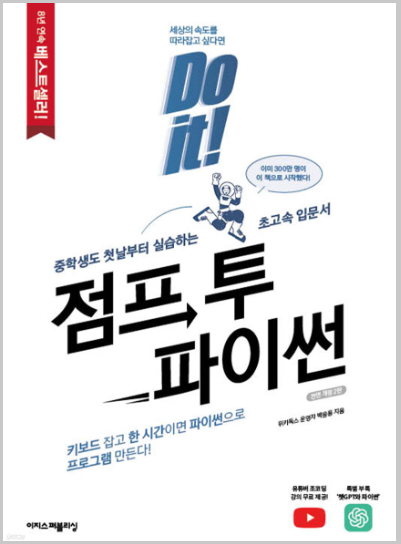 8년 연속 베스트셀러!
세상의 속도를
따라잡고 싶다면
Do
it!
이미 300만 명이
이 책으로 시작했다!
중학생도 첫날부터 실습하는
초고속 입문서
점프 투
파이썬
전면 개정 2판
위키독스 운영자 박응용 지음
키보드 잡고 한 시간이면 파이썬으로
프로그램 만든다!
유튜버 조코딩
강의 무료 제공!
특별 부록
'챗GPT와 파이썬'
이지스퍼블리싱